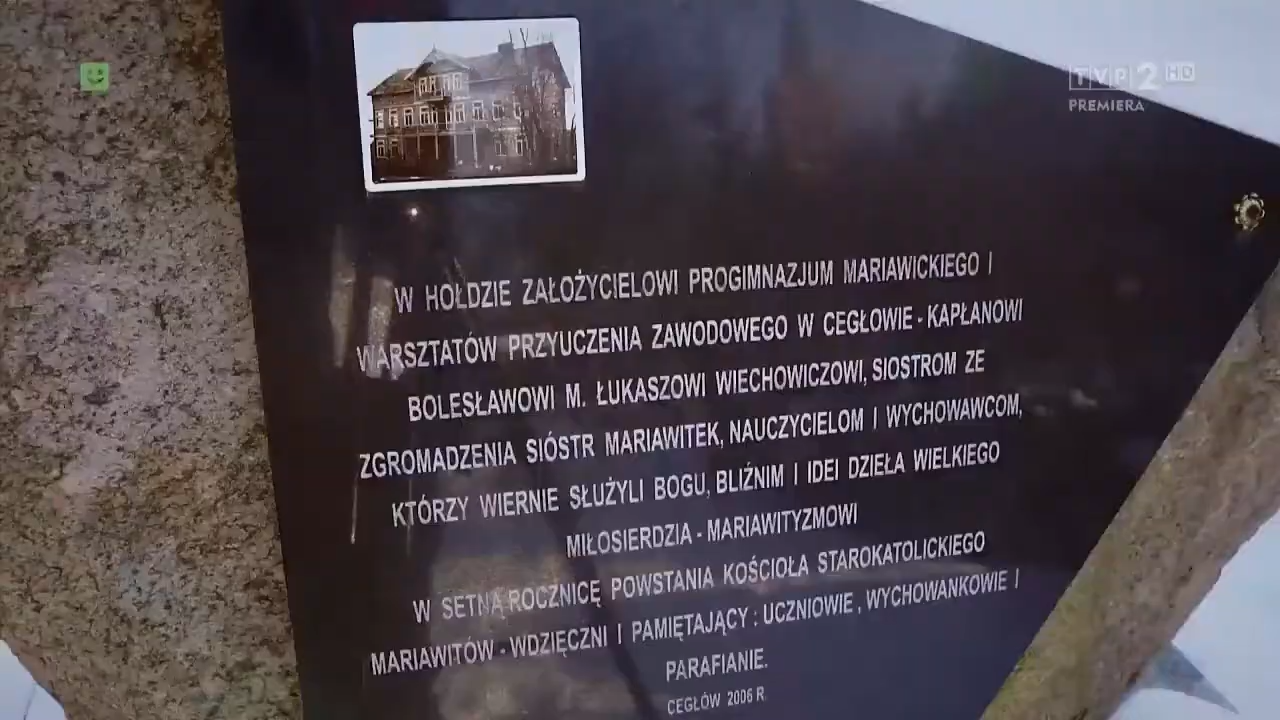 TVP 2 HD
PREMIERA
W HOŁDZIE ZAŁOŻYCIELOWI PROGIMNAZJUM MARIAWICKIEGO I
WARSZTATÓW PRZYUCZENIA ZAWODOWEGO W CEGŁOWIE - KAPŁANOWI
BOLESŁAWOWI M. ŁUKASZOWI WIECHOWICZOWI, SIOSTROM ZE
ZGROMADZENIA SIÓSTR MARIAWITEK, NAUCZYCIELOM I WYCHOWAWCOM,
KTÓRZY WIERNIE SŁUŻYLI BOGU, BLIŹNIM I IDEI DZIEŁA WIELKIEGO
MIŁOSIERDZIA - MARIAWITYZMOWI
W SETNĄ ROCZNICĘ POWSTANIA KOŚCIOŁA STAROKATOLICKIEGO
MARIAWITÓW - WDZIĘCZNI I PAMIĘTAJĄCY : UCZNIOWIE , WYCHOWANKOWIE I
PARAFIANIE.
CEGŁÓW 2006 R.